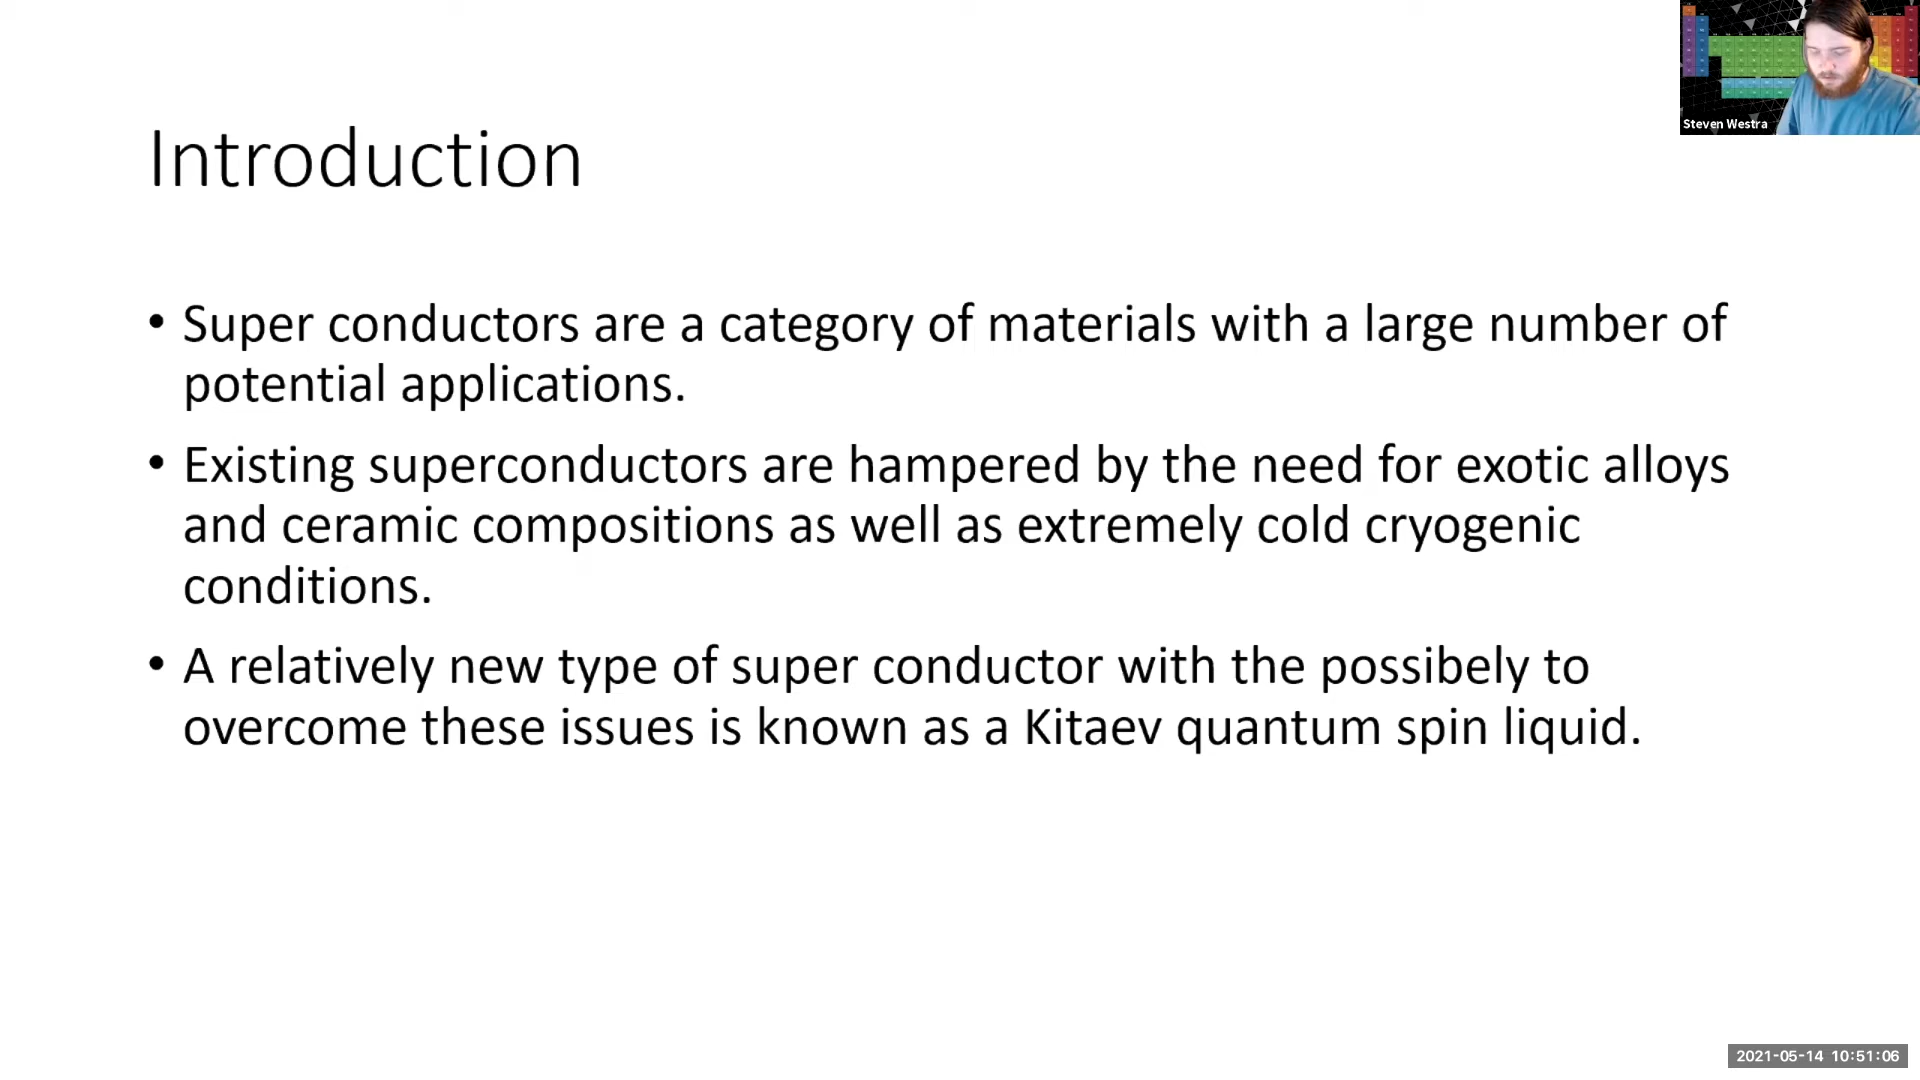 Steven Westra
Introduction
• Super conductors are a category of materials with a large number of
potential applications.
• Existing superconductors are hampered by the need for exotic alloys
and ceramic compositions as well as extremely cold cryogenic
conditions.
• A relatively new type of super conductor with the possibely to
overcome these issues is known as a Kitaev quantum spin liquid.
2021-05-14 10:51:06